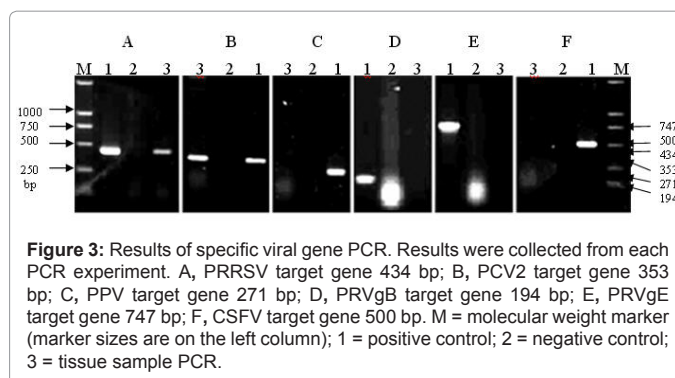 A B C D E F
M 1 2 3 3 2 1 3 2 1 1 2 3 1 2 3 3 2 1 M
1000
750
500
250
bp
747
500
434
353
271
194
Figure 3: Results of specific viral gene PCR. Results were collected from each
PCR experiment. A, PRRSV target gene 434 bp; B, PCV2 target gene 353
bp; C, PPV target gene 271 bp; D, PRVgB target gene 194 bp; E, PRVgE
target gene 747 bp; F, CSFV target gene 500 bp. M = molecular weight marker
(marker sizes are on the left column); 1 = positive control; 2 = negative control;
3 = tissue sample PCR.